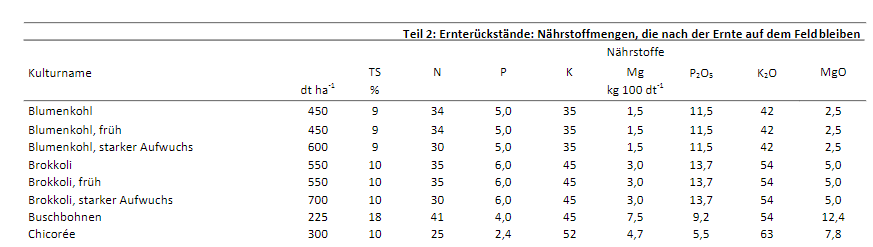 Teil 2: Ernterückstände: Nährstoffmengen, die nach der Ernte auf dem Feld bleiben
Nährstoffe
Kulturname TS N P K Mg P₂O₅ K₂O MgO
dt ha⁻¹ % kg 100 dt⁻¹
Blumenkohl 450 9 34 5,0 35 1,5 11,5 42 2,5
Blumenkohl, früh 450 9 34 5,0 35 1,5 11,5 42 2,5
Blumenkohl, starker Aufwuchs 600 9 30 5,0 35 1,5 11,5 42 2,5
Brokkoli 550 10 35 6,0 45 3,0 13,7 54 5,0
Brokkoli, früh 550 10 35 6,0 45 3,0 13,7 54 5,0
Brokkoli, starker Aufwuchs 700 10 30 6,0 45 3,0 13,7 54 5,0
Buschbohnen 225 18 41 4,0 45 7,5 9,2 54 12,4
Chicorée 300 10 25 2,4 52 4,7 5,5 63 7,8